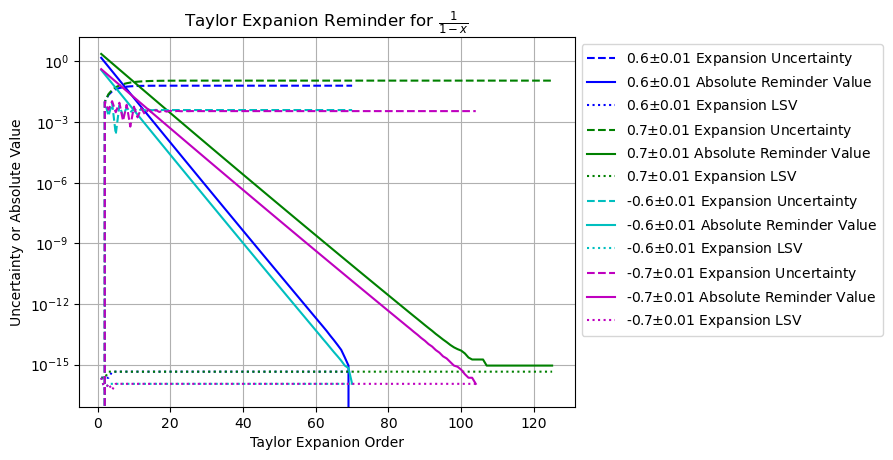 Taylor Expanion Reminder for 1/(1−x)
Uncertainty or Absolute Value
10^0
10^−3
10^−6
10^−9
10^−12
10^−15
0 20 40 60 80 100 120
Taylor Expanion Order
0.6±0.01 Expansion Uncertainty
0.6±0.01 Absolute Reminder Value
0.6±0.01 Expansion LSV
0.7±0.01 Expansion Uncertainty
0.7±0.01 Absolute Reminder Value
0.7±0.01 Expansion LSV
-0.6±0.01 Expansion Uncertainty
-0.6±0.01 Absolute Reminder Value
-0.6±0.01 Expansion LSV
-0.7±0.01 Expansion Uncertainty
-0.7±0.01 Absolute Reminder Value
-0.7±0.01 Expansion LSV